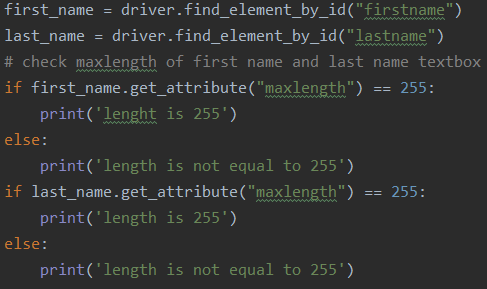 first_name = driver.find_element_by_id("firstname")
last_name = driver.find_element_by_id("lastname")
# check maxlength of first name and last name textbox
if first_name.get_attribute("maxlength") == 255:
    print('lenght is 255')
else:
    print('length is not equal to 255')
if last_name.get_attribute("maxlength") == 255:
    print('length is 255')
else:
    print('length is not equal to 255')